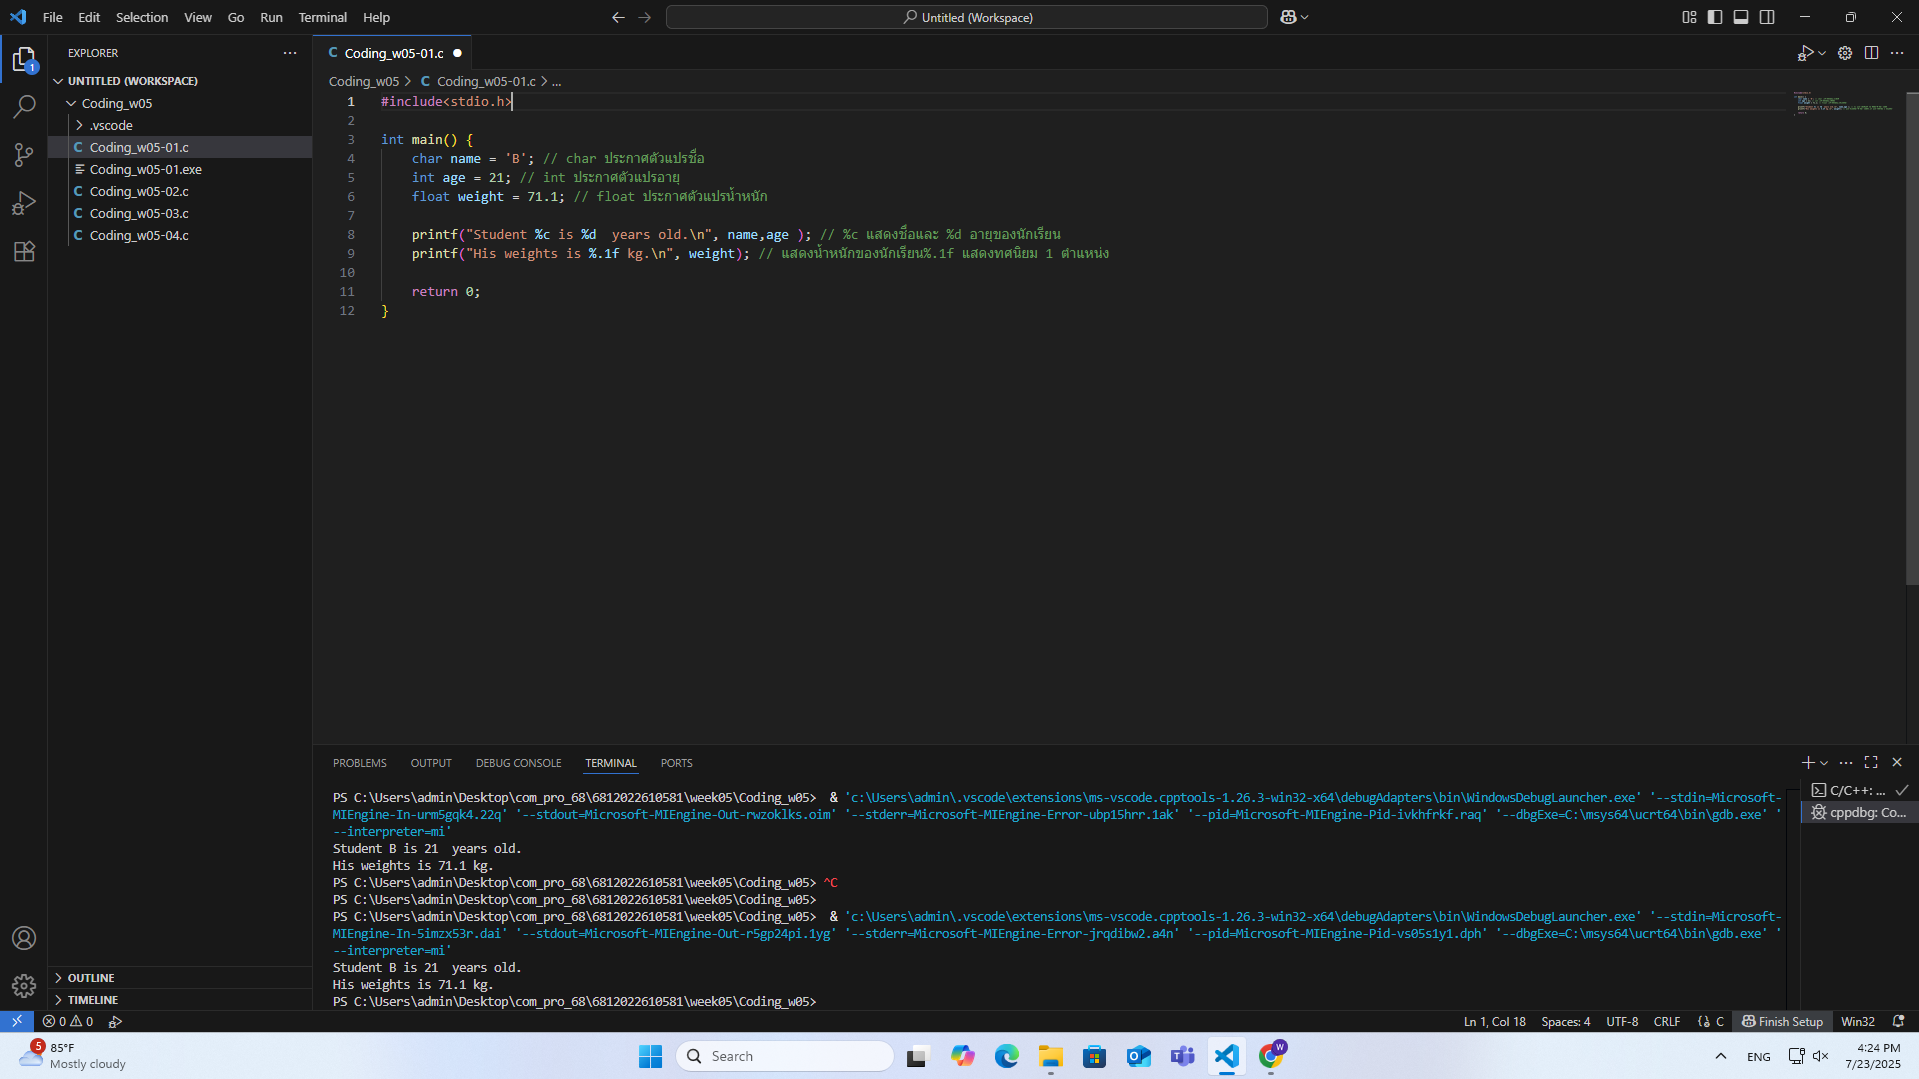 File Edit Selection View Go Run Terminal Help
Untitled (Workspace)
EXPLORER
1
UNTITLED (WORKSPACE)
Coding_w05
.vscode
C Coding_w05-01.c
Coding_w05-01.exe
C Coding_w05-02.c
C Coding_w05-03.c
C Coding_w05-04.c
OUTLINE
TIMELINE
C Coding_w05-01.c
Coding_w05 > C Coding_w05-01.c > ...
1 #include<stdio.h>
2
3 int main() {
4 char name = 'B'; // char ประกาศตัวแปรชื่อ
5 int age = 21; // int ประกาศตัวแปรอายุ
6 float weight = 71.1; // float ประกาศตัวแปรน้ำหนัก
7
8 printf("Student %c is %d  years old.\n", name,age ); // %c แสดงชื่อและ %d อายุของนักเรียน
9 printf("His weights is %.1f kg.\n", weight); // แสดงน้ำหนักของนักเรียน%.1f แสดงทศนิยม 1 ตำแหน่ง
10
11 return 0;
12 }
PROBLEMS OUTPUT DEBUG CONSOLE TERMINAL PORTS
PS C:\Users\admin\Desktop\com_pro_68\6812022610581\week05\Coding_w05>  & 'c:\Users\admin\.vscode\extensions\ms-vscode.cpptools-1.26.3-win32-x64\debugAdapters\bin\WindowsDebugLauncher.exe' '--stdin=Microsoft-
MIEngine-In-urm5gqk4.22q' '--stdout=Microsoft-MIEngine-Out-rwzoklks.oim' '--stderr=Microsoft-MIEngine-Error-ubp15hrr.1ak' '--pid=Microsoft-MIEngine-Pid-ivkhfrkf.raq' '--dbgExe=C:\msys64\ucrt64\bin\gdb.exe' '
--interpreter=mi'
Student B is 21  years old.
His weights is 71.1 kg.
PS C:\Users\admin\Desktop\com_pro_68\6812022610581\week05\Coding_w05> ^C
PS C:\Users\admin\Desktop\com_pro_68\6812022610581\week05\Coding_w05>
PS C:\Users\admin\Desktop\com_pro_68\6812022610581\week05\Coding_w05>  & 'c:\Users\admin\.vscode\extensions\ms-vscode.cpptools-1.26.3-win32-x64\debugAdapters\bin\WindowsDebugLauncher.exe' '--stdin=Microsoft-
MIEngine-In-5imzx53r.dai' '--stdout=Microsoft-MIEngine-Out-r5gp24pi.1yg' '--stderr=Microsoft-MIEngine-Error-jrqdibw2.a4n' '--pid=Microsoft-MIEngine-Pid-vs05s1y1.dph' '--dbgExe=C:\msys64\ucrt64\bin\gdb.exe' '
--interpreter=mi'
Student B is 21  years old.
His weights is 71.1 kg.
PS C:\Users\admin\Desktop\com_pro_68\6812022610581\week05\Coding_w05>
C/C++: ...
cppdbg: Co...
0 0
Ln 1, Col 18 Spaces: 4 UTF-8 CRLF {} C Finish Setup Win32
5
85°F
Mostly cloudy
Search
W
ENG
4:24 PM
7/23/2025